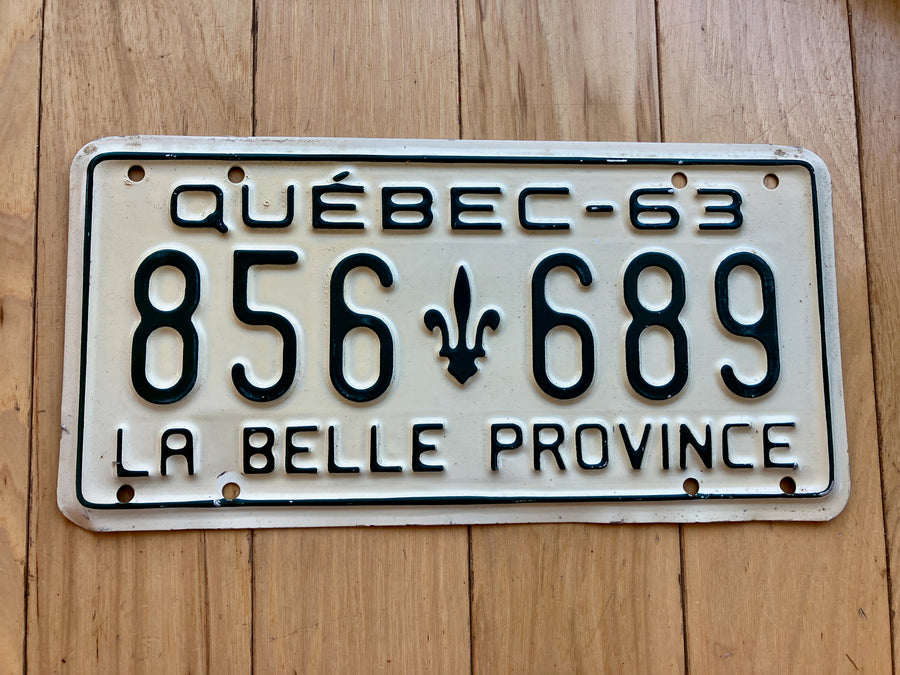 QUÉBEC-63
856 689
LA BELLE PROVINCE